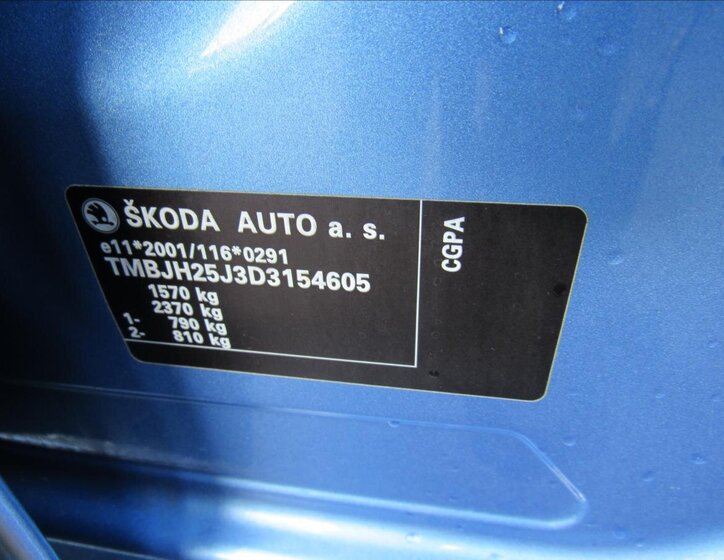 ŠKODA AUTO a. s.
e11*2001/116*0291
TMBJH25J3D3154605
1570 kg
2370 kg
1- 790 kg
2- 810 kg
CGPA